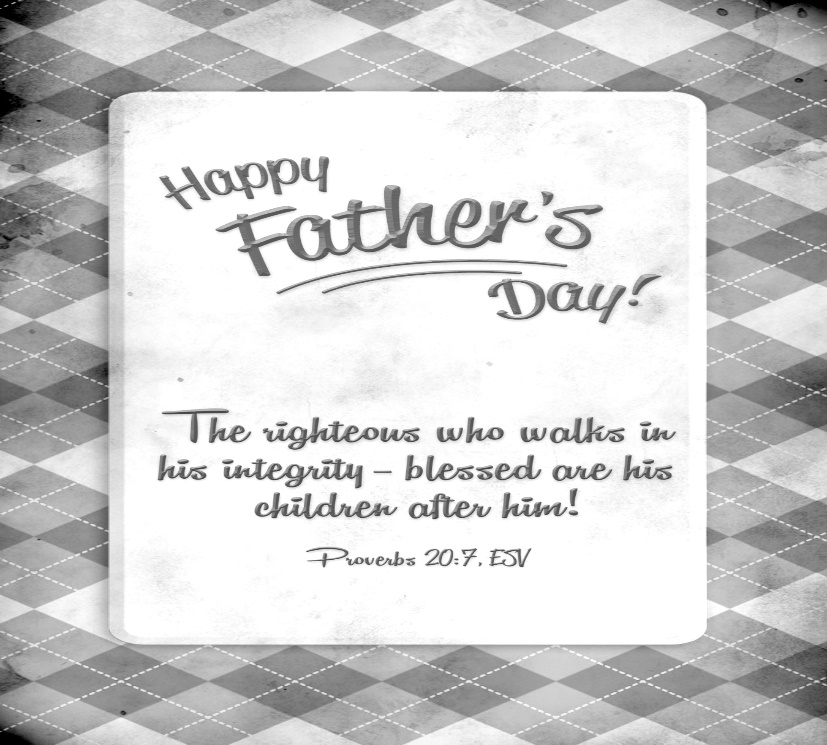 Happy
Father's
Day!
The righteous who walks in
his integrity – blessed are his
children after him!
Proverbs 20:7, ESV